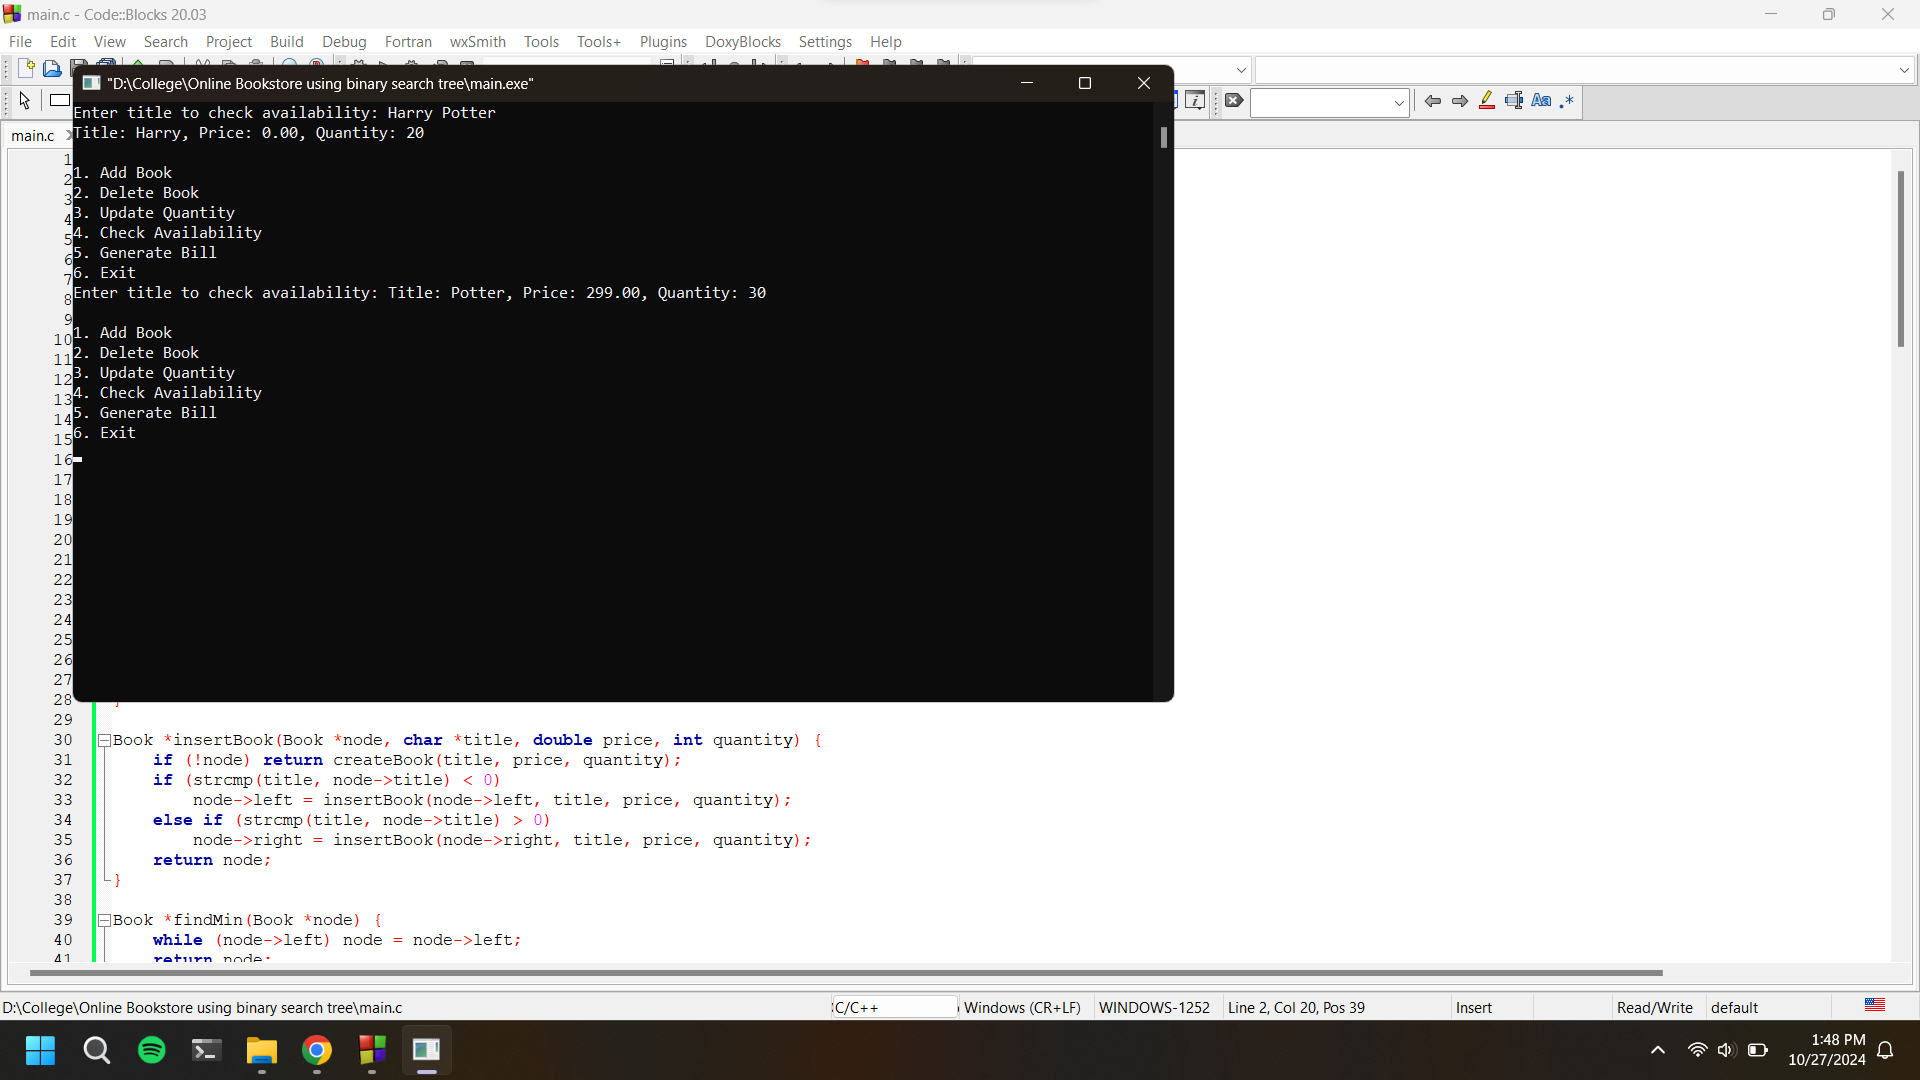 main.c - Code::Blocks 20.03
File Edit View Search Project Build Debug Fortran wxSmith Tools Tools+ Plugins DoxyBlocks Settings Help
"D:\College\Online Bookstore using binary search tree\main.exe"
main.c
Enter title to check availability: Harry Potter
Title: Harry, Price: 0.00, Quantity: 20
1. Add Book
2. Delete Book
3. Update Quantity
4. Check Availability
5. Generate Bill
6. Exit
Enter title to check availability: Title: Potter, Price: 299.00, Quantity: 30
1. Add Book
2. Delete Book
3. Update Quantity
4. Check Availability
5. Generate Bill
6. Exit
1
2
3
4
5
6
7
8
9
10
11
12
13
14
15
16
17
18
19
20
21
22
23
24
25
26
27
28 }
29
30 Book *insertBook(Book *node, char *title, double price, int quantity) {
31 if (!node) return createBook(title, price, quantity);
32 if (strcmp(title, node->title) < 0)
33 node->left = insertBook(node->left, title, price, quantity);
34 else if (strcmp(title, node->title) > 0)
35 node->right = insertBook(node->right, title, price, quantity);
36 return node;
37 }
38
39 Book *findMin(Book *node) {
40 while (node->left) node = node->left;
41 return node;
D:\College\Online Bookstore using binary search tree\main.c C/C++ Windows (CR+LF) WINDOWS-1252 Line 2, Col 20, Pos 39 Insert Read/Write default
1:48 PM
10/27/2024